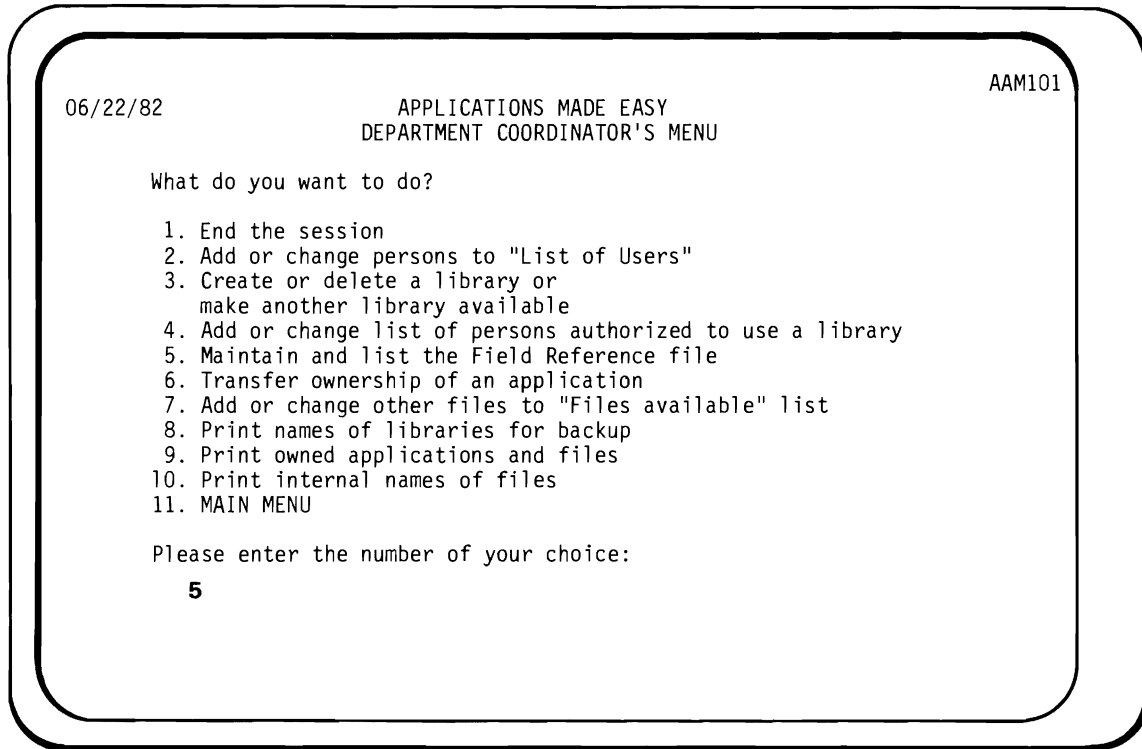 AAM101
06/22/82 APPLICATIONS MADE EASY
DEPARTMENT COORDINATOR'S MENU
What do you want to do?
1. End the session
2. Add or change persons to "List of Users"
3. Create or delete a library or
make another library available
4. Add or change list of persons authorized to use a library
5. Maintain and list the Field Reference file
6. Transfer ownership of an application
7. Add or change other files to "Files available" list
8. Print names of libraries for backup
9. Print owned applications and files
10. Print internal names of files
11. MAIN MENU
Please enter the number of your choice:
5